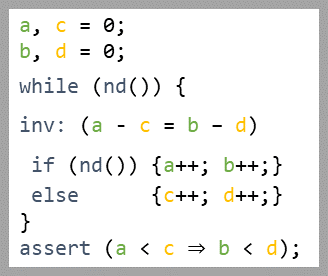 a, c = 0;
b, d = 0;
while (nd()) {
inv: (a - c = b – d)
if (nd()) {a++; b++;}
else {c++; d++;}
}
assert (a < c ⇒ b < d);